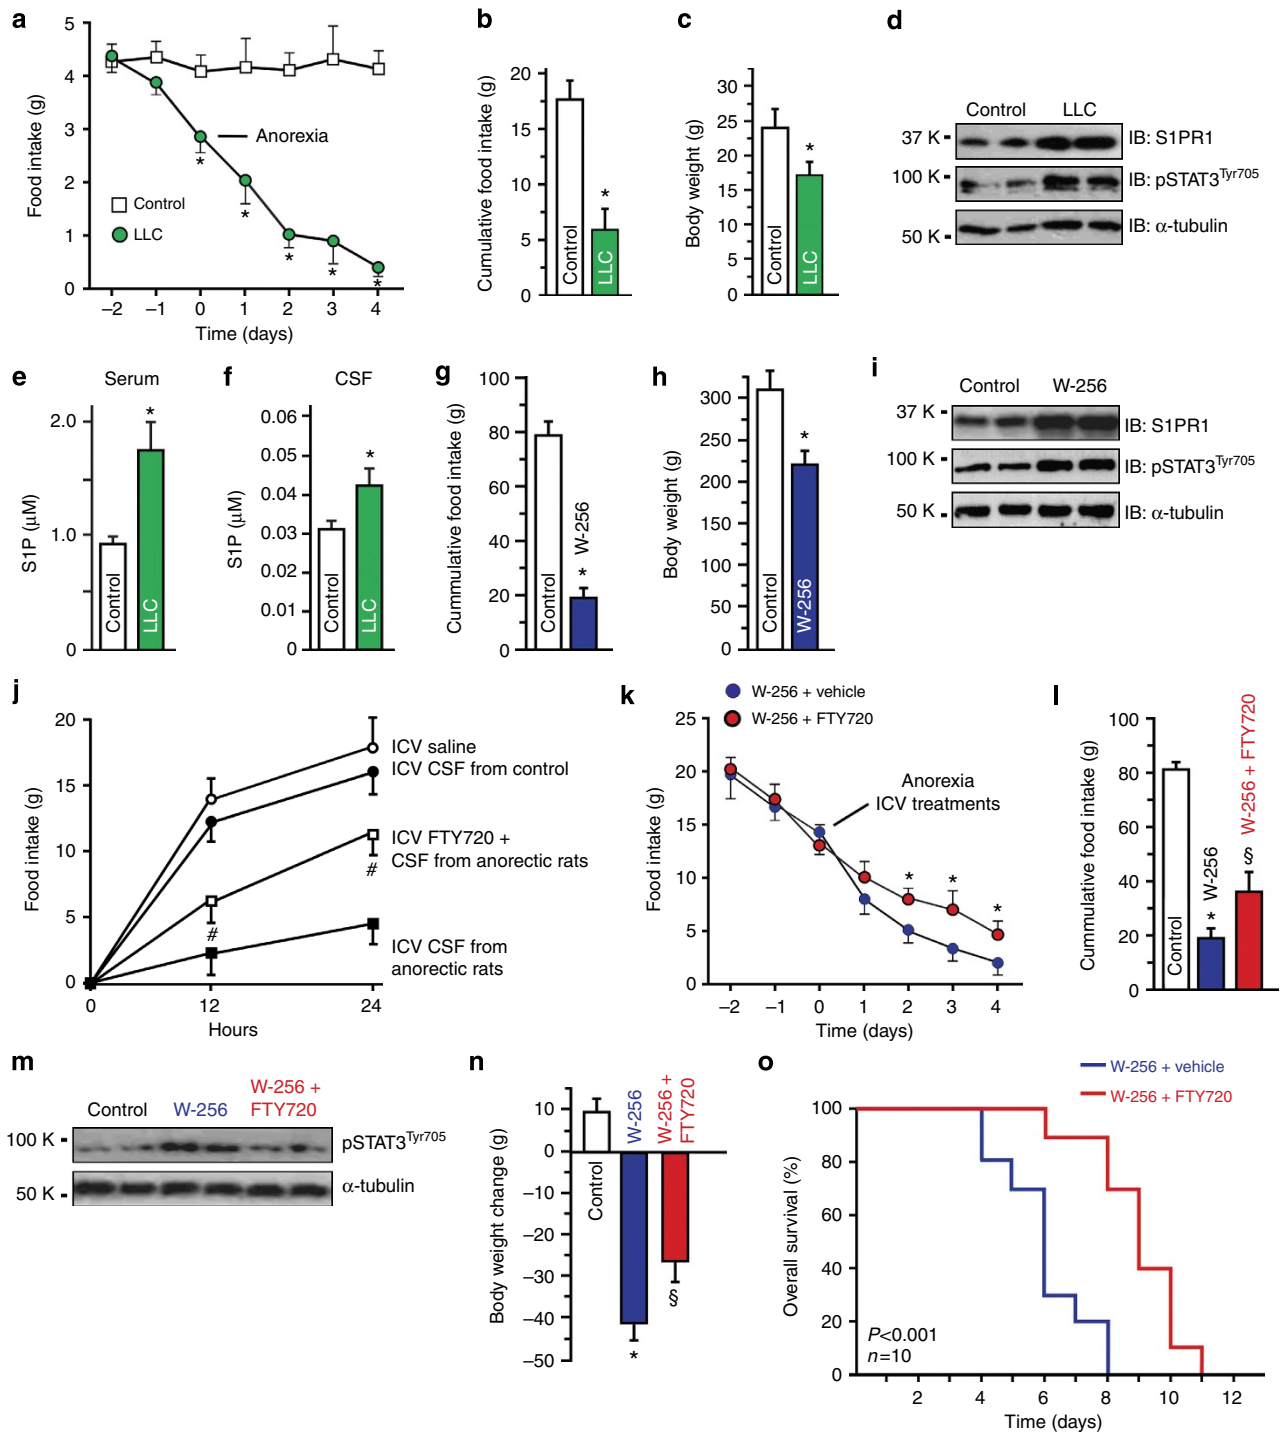 a
Food intake (g)
5
4
3
2
1
0
Anorexia
Control
LLC
*
*
*
*
*
–2 –1 0 1 2 3 4
Time (days)
b
Cumulative food intake (g)
20
15
10
5
0
*
Control
LLC
c
Body weight (g)
30
25
20
15
10
5
0
*
Control
LLC
d
Control LLC
37 K
IB: S1PR1
100 K
IB: pSTAT3Tyr705
50 K
IB: α-tubulin
e
Serum
S1P (μM)
2.0
1.0
0
*
Control
LLC
f
CSF
S1P (μM)
0.06
0.05
0.04
0.03
0.02
0.01
0
*
Control
LLC
g
Cummulative food intake (g)
100
80
60
40
20
0
Control
* W-256
h
Body weight (g)
300
250
200
150
100
50
0
*
Control
W-256
i
Control W-256
37 K
IB: S1PR1
100 K
IB: pSTAT3Tyr705
50 K
IB: α-tubulin
j
Food intake (g)
20
15
10
5
0
ICV saline
ICV CSF from control
ICV FTY720 +
CSF from anorectic rats
#
#
ICV CSF from
anorectic rats
0 12 24
Hours
k
W-256 + vehicle
W-256 + FTY720
Food intake (g)
25
20
15
10
5
0
Anorexia
ICV treatments
* * *
–2 –1 0 1 2 3 4
Time (days)
l
Cummulative food intake (g)
100
80
60
40
20
0
Control
* W-256
§ W-256 + FTY720
m
Control W-256
W-256 +
FTY720
100 K
pSTAT3Tyr705
50 K
α-tubulin
n
Body weight change (g)
10
0
–10
–20
–30
–40
–50
Control
W-256
W-256 +
FTY720
*
§
o
W-256 + vehicle
W-256 + FTY720
Overall survival (%)
100
80
60
40
20
0
P<0.001
n=10
2 4 6 8 10 12
Time (days)